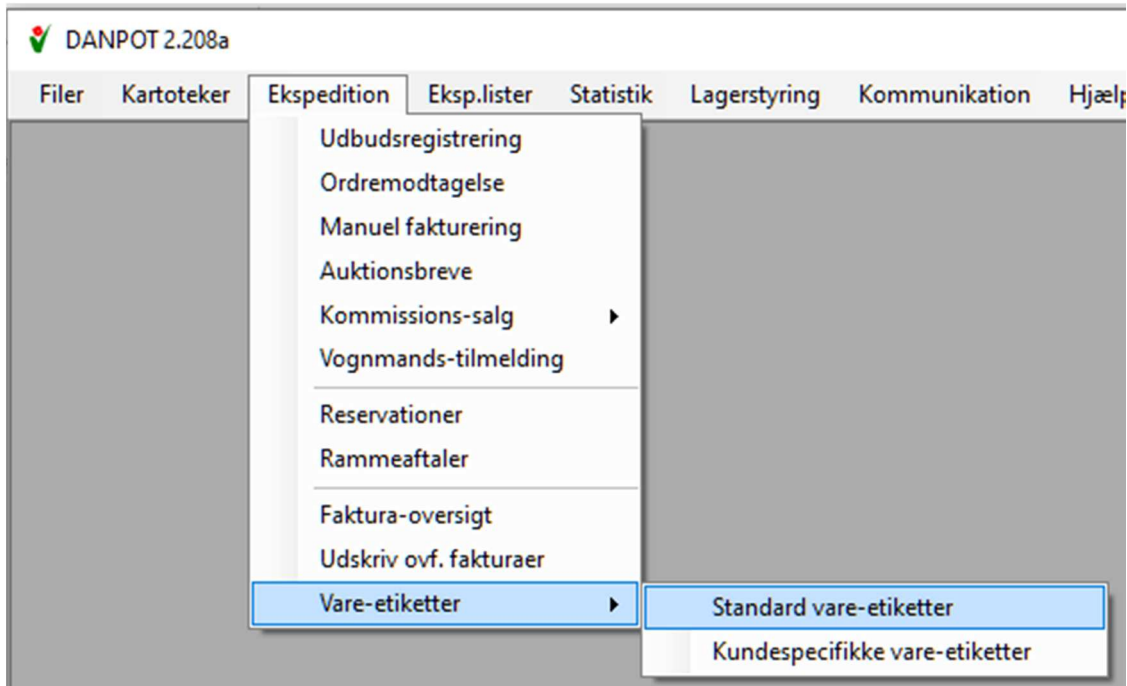 DANPOT 2.208a
Filer Kartoteker Ekspedition Eksp.lister Statistik Lagerstyring Kommunikation Hjælp
Udbudsregistrering
Ordremodtagelse
Manuel fakturering
Auktionsbreve
Kommissions-salg
Vognmands-tilmelding
Reservationer
Rammeaftaler
Faktura-oversigt
Udskriv ovf. fakturaer
Vare-etiketter
Standard vare-etiketter
Kundespecifikke vare-etiketter